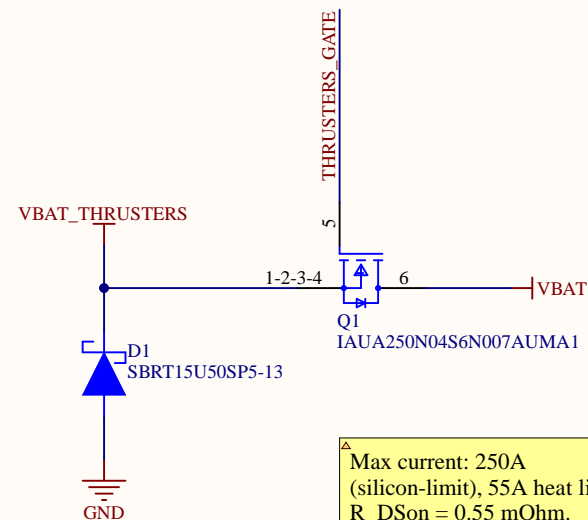 THRUSTERS_GATE
VBAT_THRUSTERS
5
1-2-3-4
6
VBAT
Q1
IAUA250N04S6N007AUMA1
D1
SBRT15U50SP5-13
Max current: 250A
(silicon-limit), 55A heat li
R_DSon = 0.55 mOhm.
GND